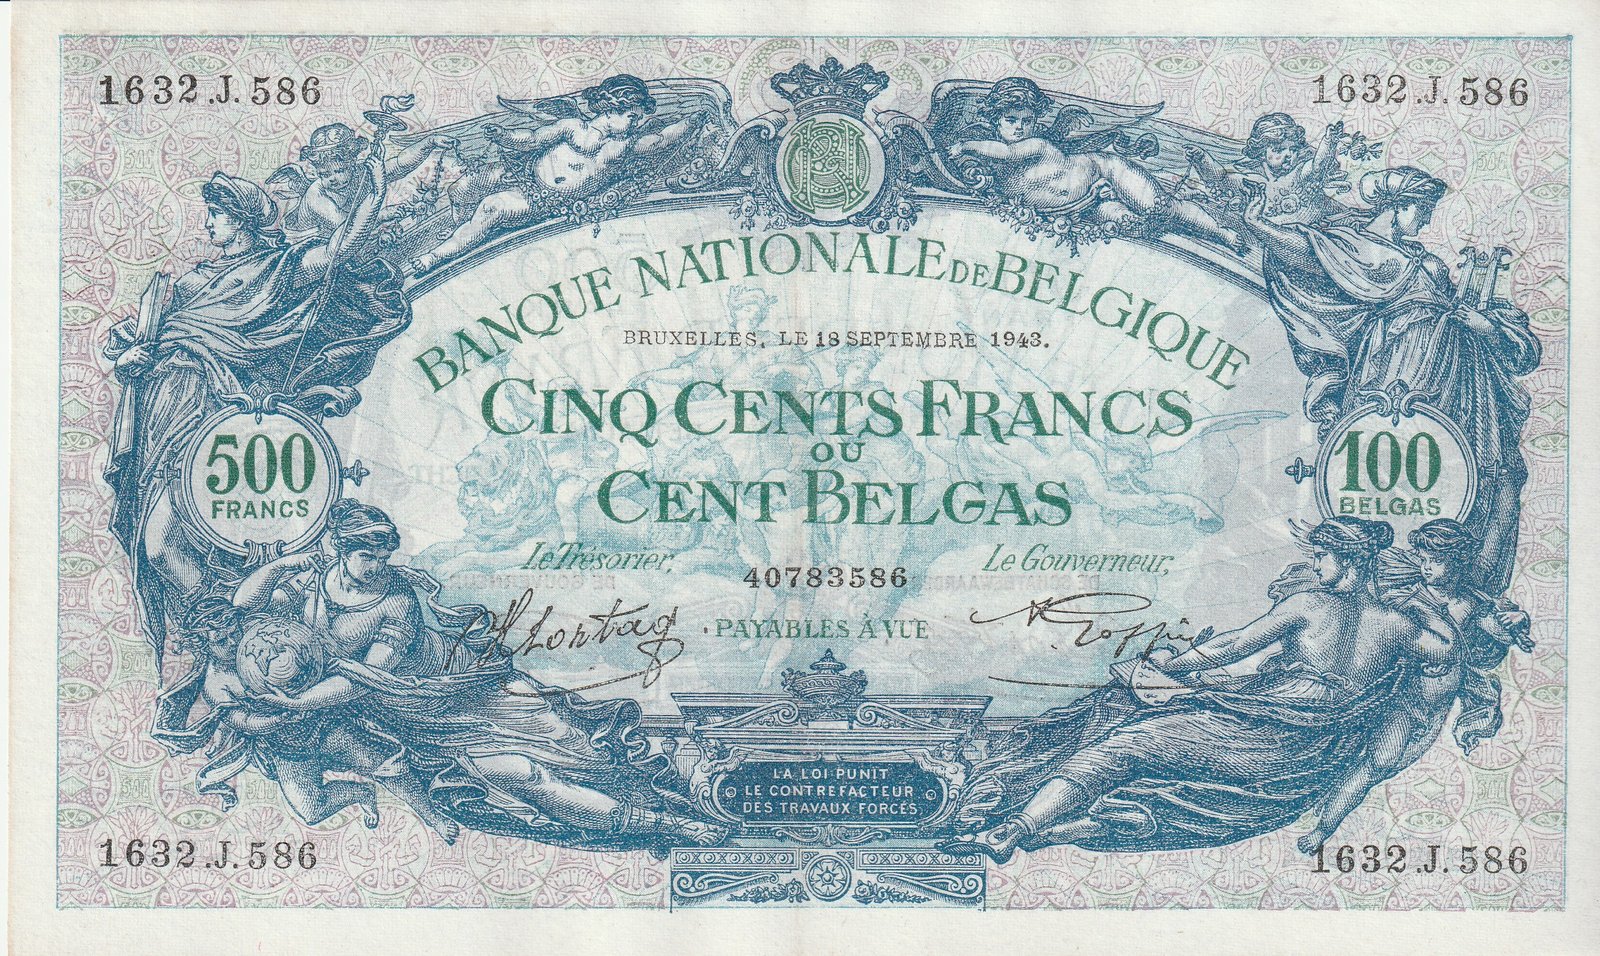 1632.J.586
1632.J.586
BANQUE NATIONALE DE BELGIQUE
BRUXELLES, LE 18 SEPTEMBRE 1943.
CINQ CENTS FRANCS
OU
CENT BELGAS
500
FRANCS
100
BELGAS
Le Trésorier,
Le Gouverneur,
40783586
PAYABLES À VUE
LA LOI PUNIT
LE CONTREFACTEUR
DES TRAVAUX FORCÉS
1632.J.586
1632.J.586